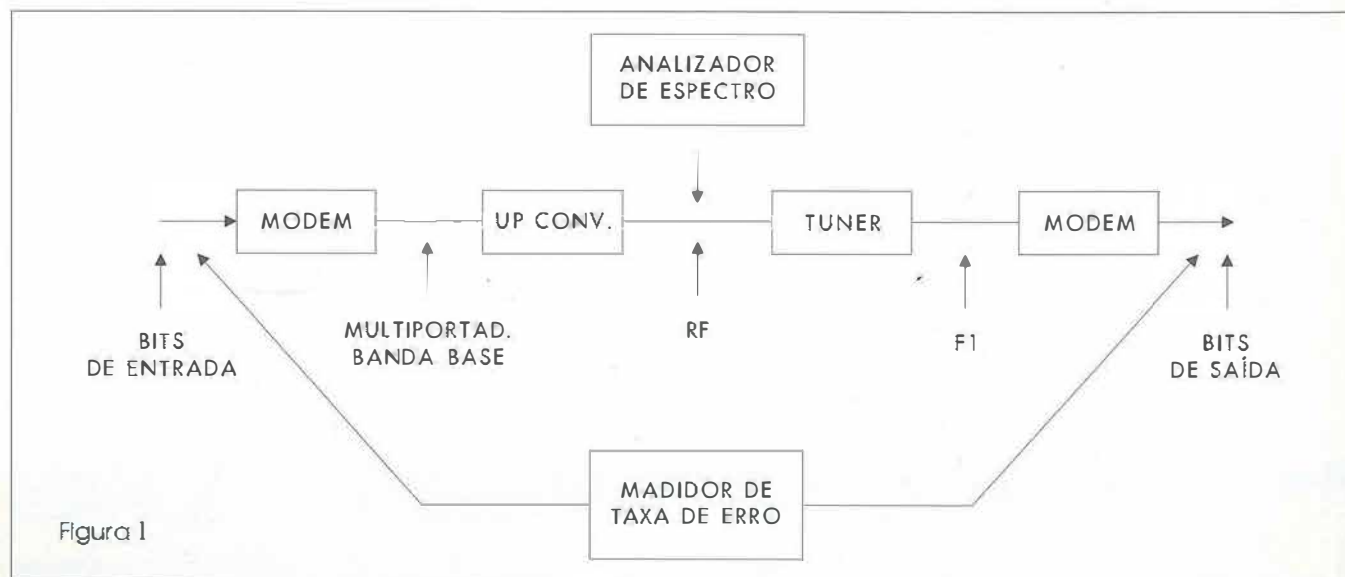 ANALIZADOR
DE ESPECTRO
MODEM
UP CONV.
TUNER
MODEM
BITS
DE ENTRADA
MULTIPORTAD.
BANDA BASE
RF
F1
BITS
DE SAÍDA
MADIDOR DE
TAXA DE ERRO
Figura 1